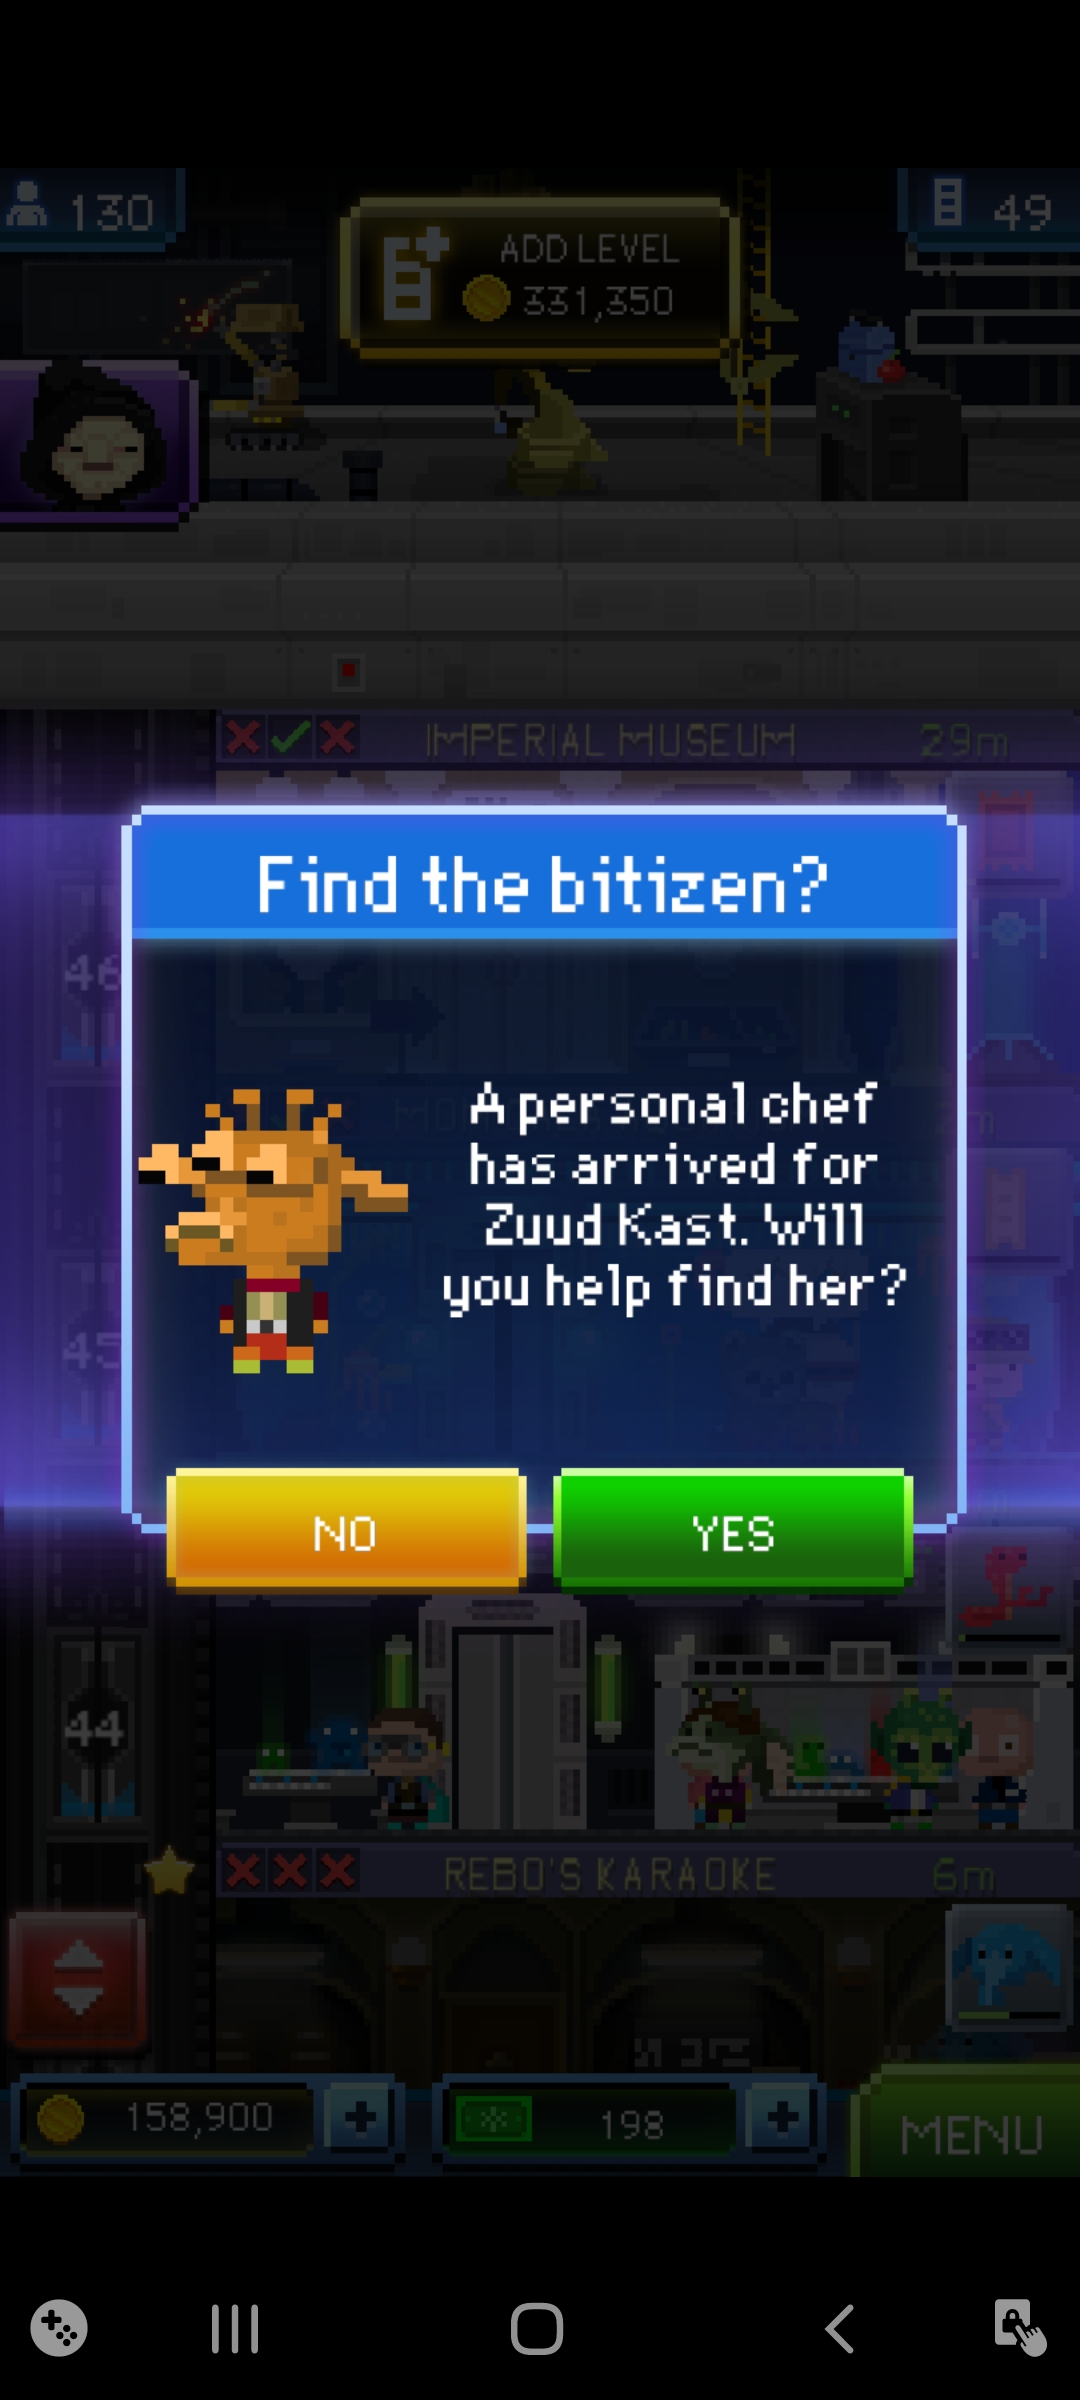 130
ADD LEVEL
331,350
49
IMPERIAL MUSEUM
29m
Find the bitizen?
46
A personal chef
has arrived for
Zuud Kast. Will
you help find her?
45
NO
YES
44
REBO'S KARAOKE
6m
158,900
198
MENU